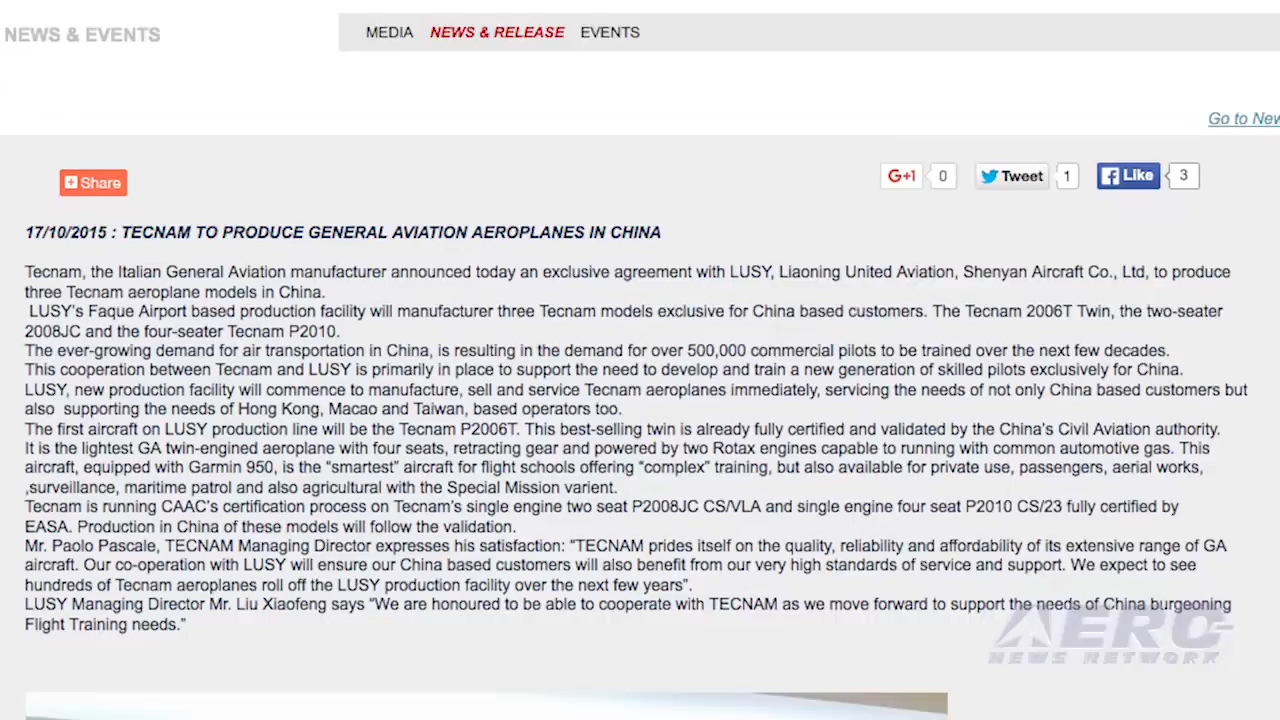 NEWS & EVENTS
MEDIA NEWS & RELEASE EVENTS
Go to New
Share
G+1 0 Tweet 1 Like 3
17/10/2015 : TECNAM TO PRODUCE GENERAL AVIATION AEROPLANES IN CHINA
Tecnam, the Italian General Aviation manufacturer announced today an exclusive agreement with LUSY, Liaoning United Aviation, Shenyan Aircraft Co., Ltd, to produce
three Tecnam aeroplane models in China.
LUSY's Faque Airport based production facility will manufacturer three Tecnam models exclusive for China based customers. The Tecnam 2006T Twin, the two-seater
2008JC and the four-seater Tecnam P2010.
The ever-growing demand for air transportation in China, is resulting in the demand for over 500,000 commercial pilots to be trained over the next few decades.
This cooperation between Tecnam and LUSY is primarily in place to support the need to develop and train a new generation of skilled pilots exclusively for China.
LUSY, new production facility will commence to manufacture, sell and service Tecnam aeroplanes immediately, servicing the needs of not only China based customers but
also  supporting the needs of Hong Kong, Macao and Taiwan, based operators too.
The first aircraft on LUSY production line will be the Tecnam P2006T. This best-selling twin is already fully certified and validated by the China's Civil Aviation authority.
It is the lightest GA twin-engined aeroplane with four seats, retracting gear and powered by two Rotax engines capable to running with common automotive gas. This
aircraft, equipped with Garmin 950, is the “smartest” aircraft for flight schools offering “complex” training, but also available for private use, passengers, aerial works,
,surveillance, maritime patrol and also agricultural with the Special Mission varient.
Tecnam is running CAAC's certification process on Tecnam's single engine two seat P2008JC CS/VLA and single engine four seat P2010 CS/23 fully certified by
EASA. Production in China of these models will follow the validation.
Mr. Paolo Pascale, TECNAM Managing Director expresses his satisfaction: “TECNAM prides itself on the quality, reliability and affordability of its extensive range of GA
aircraft. Our co-operation with LUSY will ensure our China based customers will also benefit from our very high standards of service and support. We expect to see
hundreds of Tecnam aeroplanes roll off the LUSY production facility over the next few years”.
LUSY Managing Director Mr. Liu Xiaofeng says “We are honoured to be able to cooperate with TECNAM as we move forward to support the needs of China burgeoning
Flight Training needs.”
AERO
NEWS NETWORK